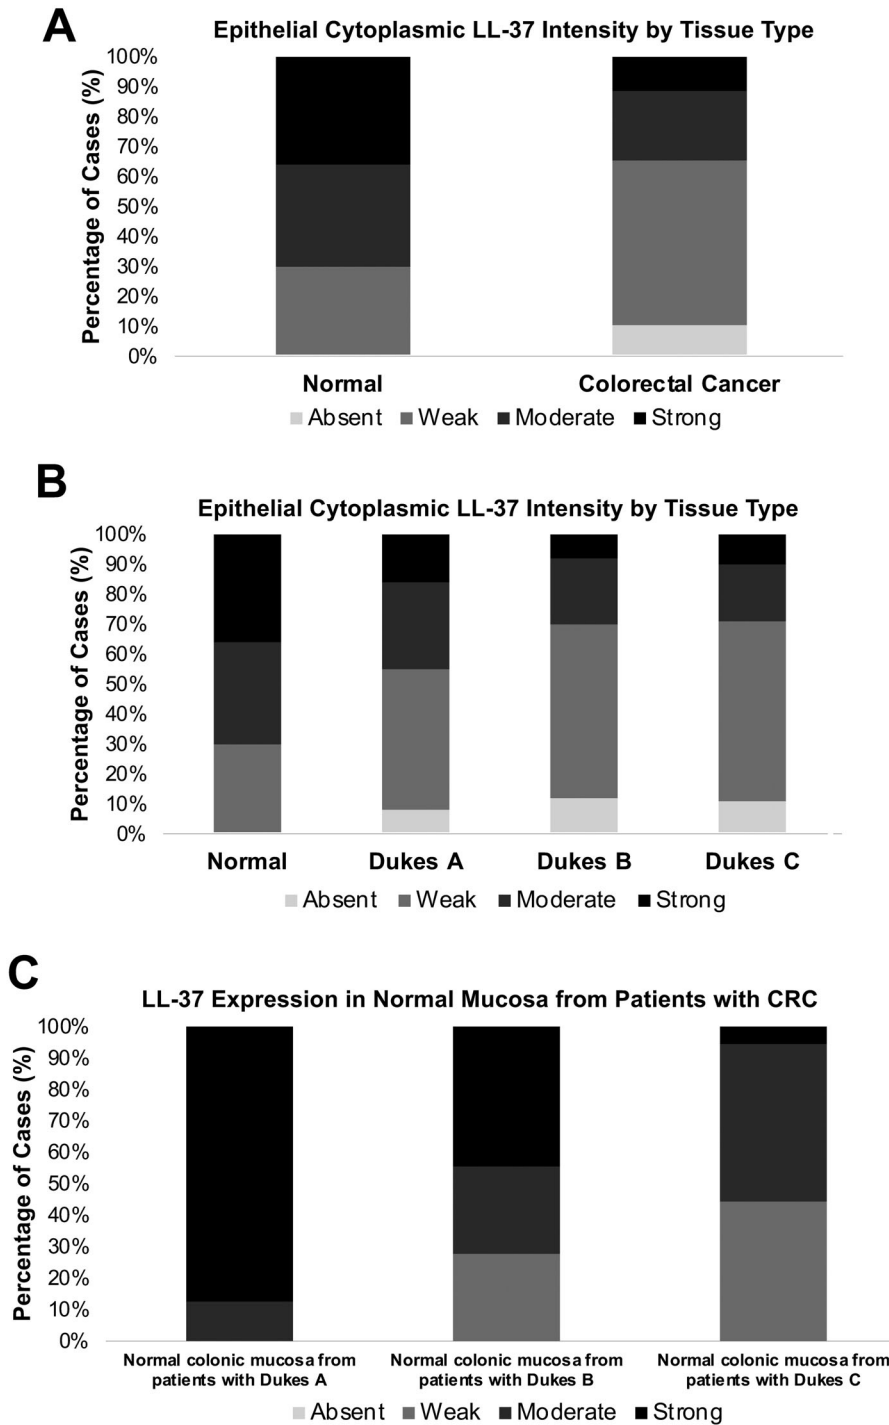 A
Epithelial Cytoplasmic LL-37 Intensity by Tissue Type
Percentage of Cases (%)
100%
90%
80%
70%
60%
50%
40%
30%
20%
10%
0%
Normal Colorectal Cancer
Absent Weak Moderate Strong
B
Epithelial Cytoplasmic LL-37 Intensity by Tissue Type
Percentage of Cases (%)
100%
90%
80%
70%
60%
50%
40%
30%
20%
10%
0%
Normal Dukes A Dukes B Dukes C
Absent Weak Moderate Strong
C
LL-37 Expression in Normal Mucosa from Patients with CRC
Percentage of Cases (%)
100%
90%
80%
70%
60%
50%
40%
30%
20%
10%
0%
Normal colonic mucosa from
patients with Dukes A
Normal colonic mucosa from
patients with Dukes B
Normal colonic mucosa from
patients with Dukes C
Absent Weak Moderate Strong